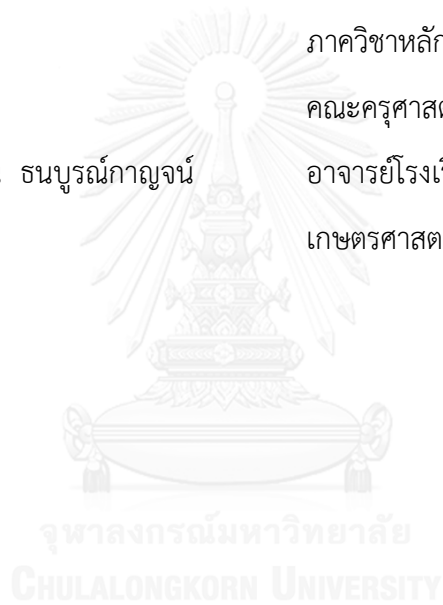 ภาควิชาหลัก
คณะครุศาส
ธนบูรณ์กาญจน์ อาจารย์โรงเรี
เกษตรศาสต
จุฬาลงกรณ์มหาวิทยาลัย
CHULALONGKORN UNIVERSITY